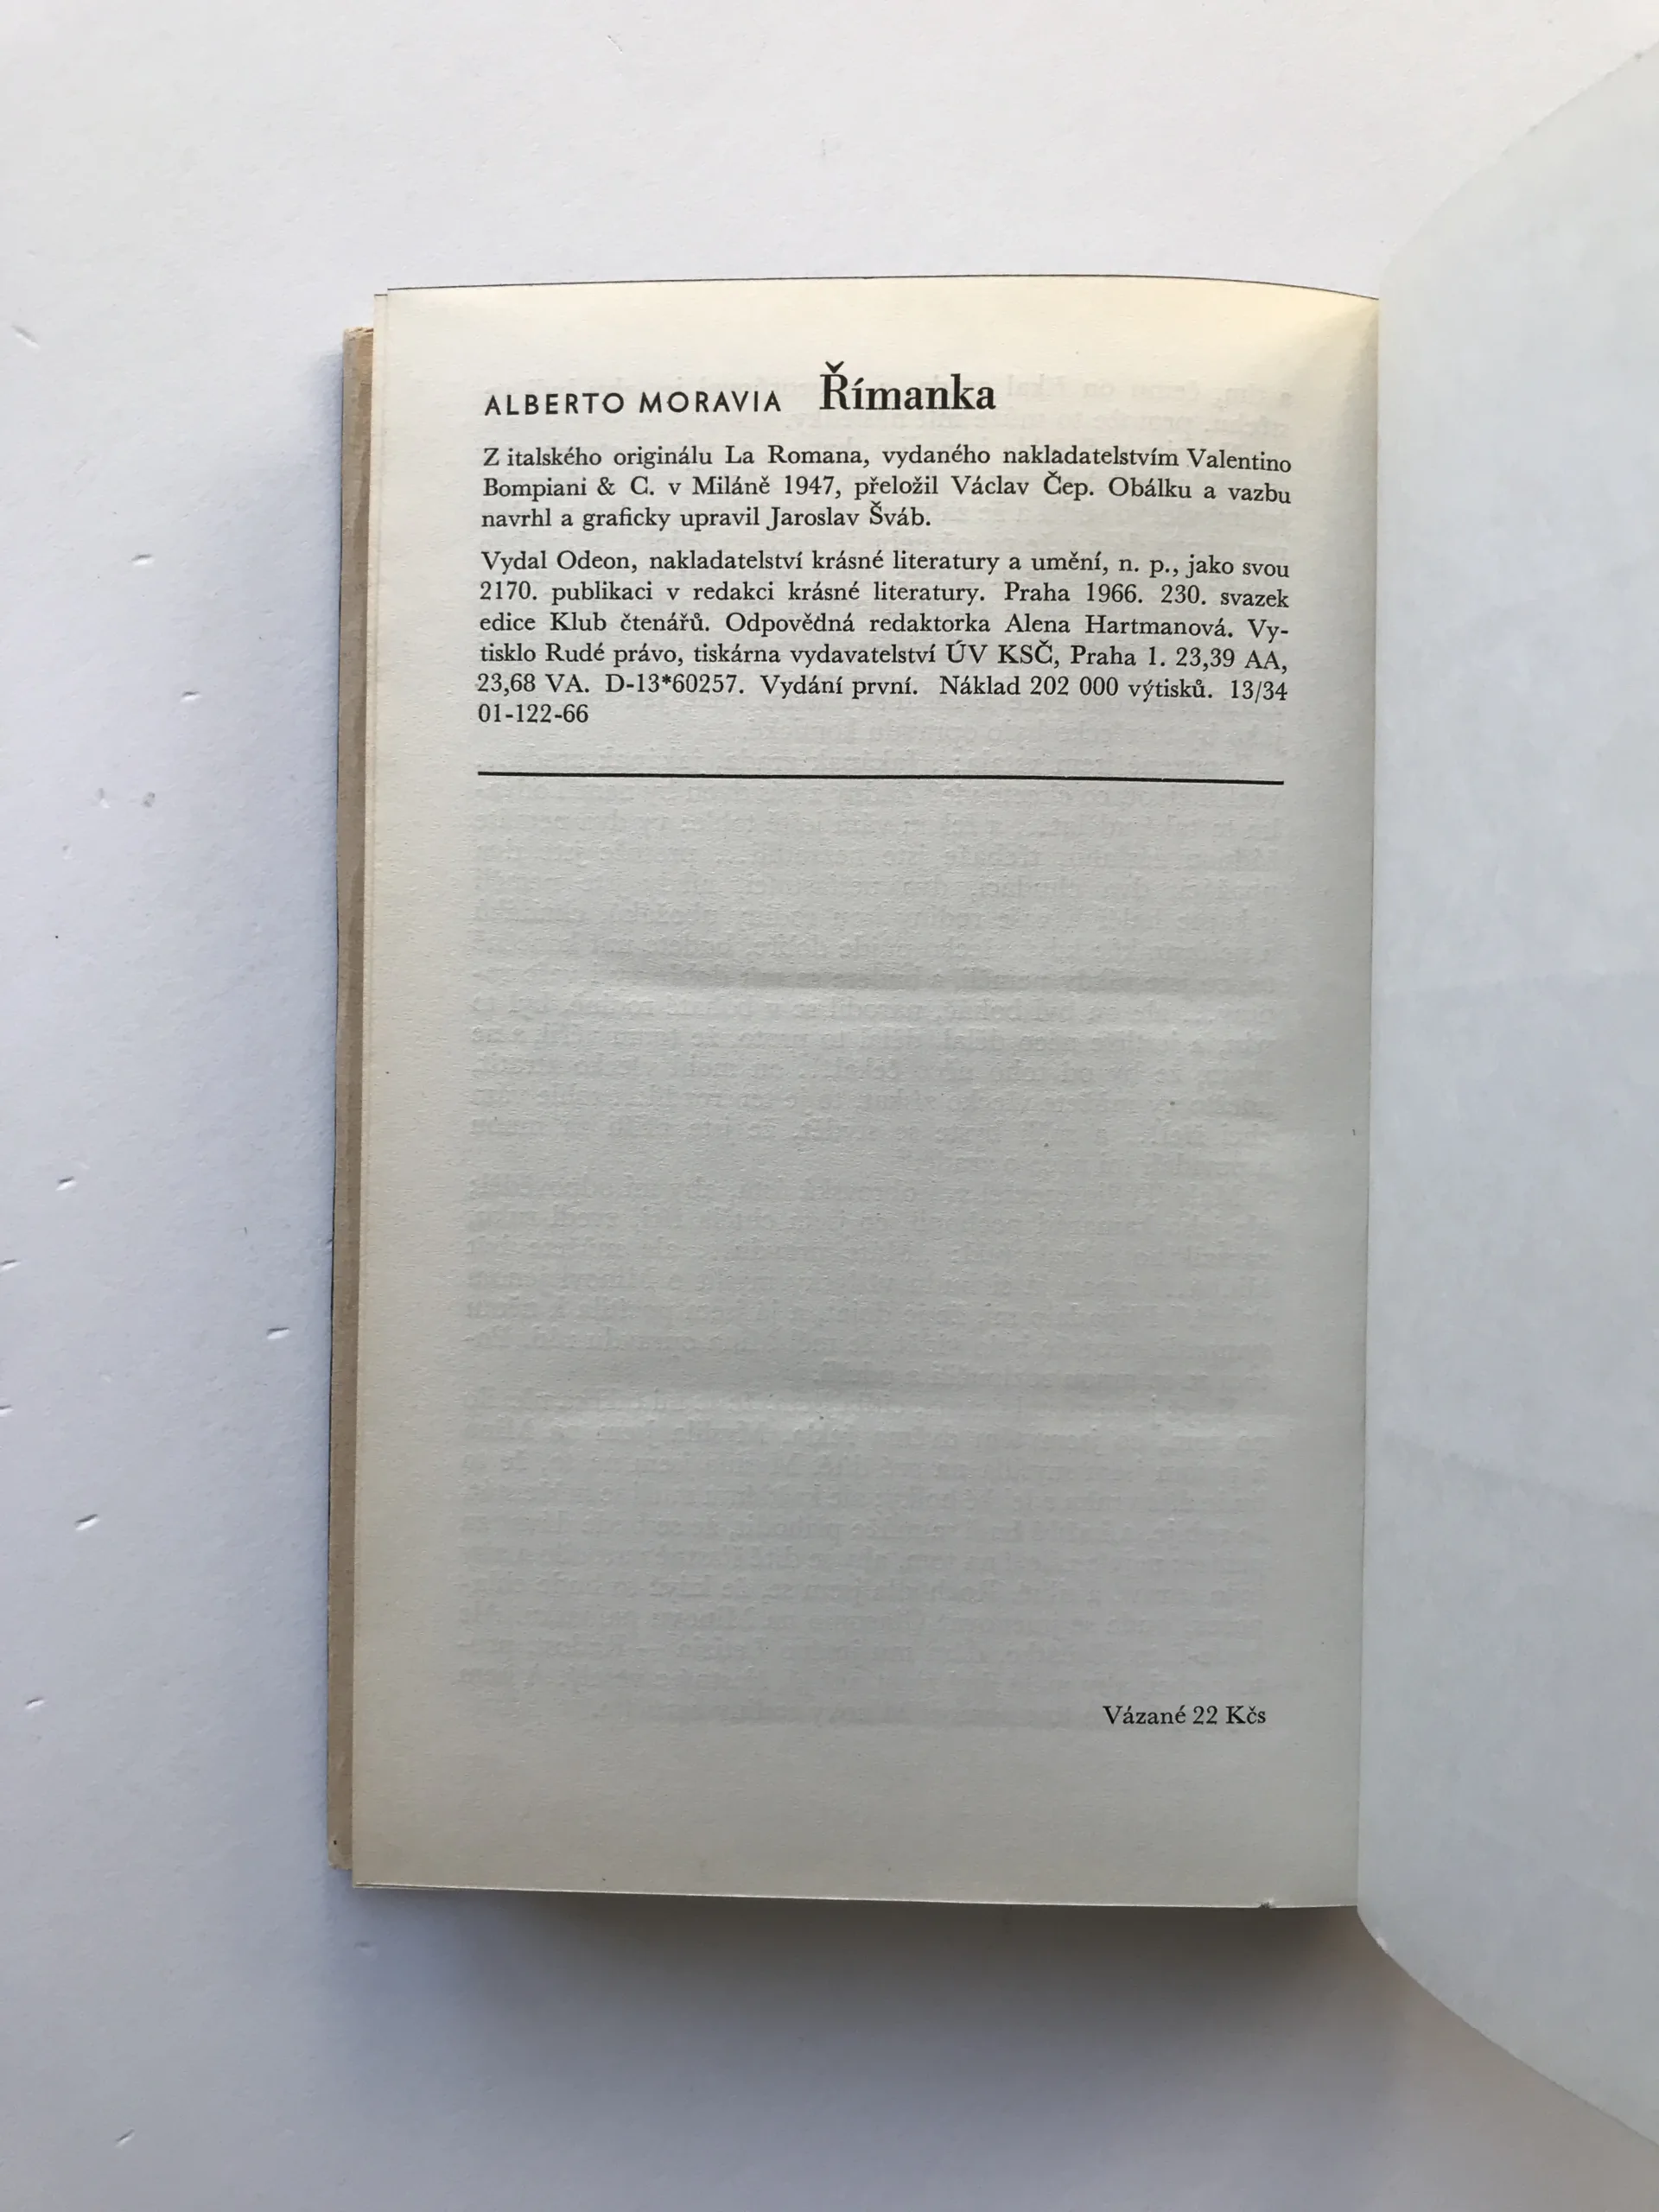 ALBERTO MORAVIA Římanka
Z italského originálu La Romana, vydaného nakladatelstvím Valentino
Bompiani & C. v Miláně 1947, přeložil Václav Čep. Obálku a vazbu
navrhl a graficky upravil Jaroslav Šváb.
Vydal Odeon, nakladatelství krásné literatury a umění, n. p., jako svou
2170. publikaci v redakci krásné literatury. Praha 1966. 230. svazek
edice Klub čtenářů. Odpovědná redaktorka Alena Hartmanová. Vy-
tisklo Rudé právo, tiskárna vydavatelství ÚV KSČ, Praha 1. 23,39 AA,
23,68 VA. D-13*60257. Vydání první. Náklad 202 000 výtisků. 13/34
01-122-66
Vázané 22 Kčs